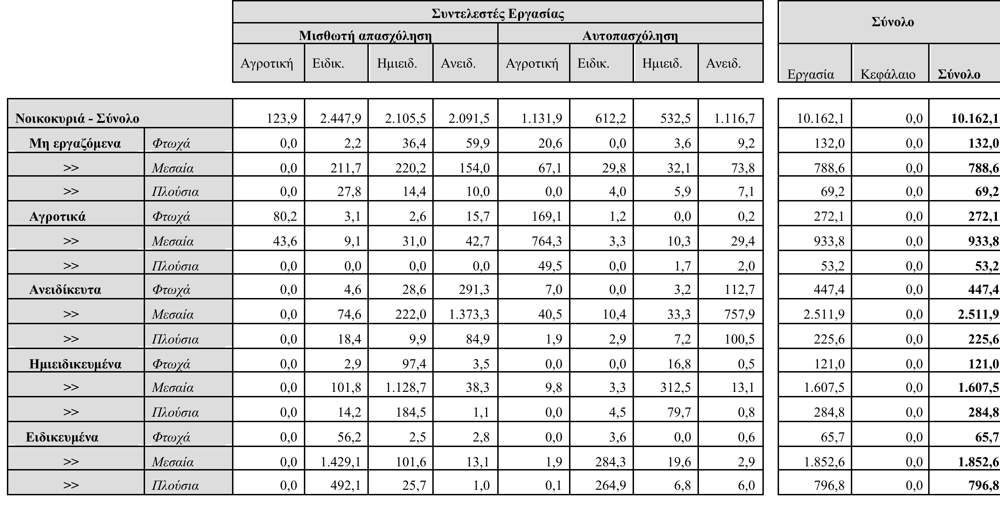 Συντελεστές Εργασίας
Σύνολο
Μισθωτή απασχόληση Αυτοπασχόληση
Αγροτική Ειδικ. Ημιειδ. Ανειδ. Αγροτική Ειδικ. Ημιειδ. Ανειδ. Εργασία Κεφάλαιο Σύνολο
Νοικοκυριά - Σύνολο 123,9 2.447,9 2.105,5 2.091,5 1.131,9 612,2 532,5 1.116,7 10.162,1 0,0 10.162,1
Μη εργαζόμενα Φτωχά 0,0 2,2 36,4 59,9 20,6 0,0 3,6 9,2 132,0 0,0 132,0
>> Μεσαία 0,0 211,7 220,2 154,0 67,1 29,8 32,1 73,8 788,6 0,0 788,6
>> Πλούσια 0,0 27,8 14,4 10,0 0,0 4,0 5,9 7,1 69,2 0,0 69,2
Αγροτικά Φτωχά 80,2 3,1 2,6 15,7 169,1 1,2 0,0 0,2 272,1 0,0 272,1
>> Μεσαία 43,6 9,1 31,0 42,7 764,3 3,3 10,3 29,4 933,8 0,0 933,8
>> Πλούσια 0,0 0,0 0,0 0,0 49,5 0,0 1,7 2,0 53,2 0,0 53,2
Ανειδίκευτα Φτωχά 0,0 4,6 28,6 291,3 7,0 0,0 3,2 112,7 447,4 0,0 447,4
>> Μεσαία 0,0 74,6 222,0 1.373,3 40,5 10,4 33,3 757,9 2.511,9 0,0 2.511,9
>> Πλούσια 0,0 18,4 9,9 84,9 1,9 2,9 7,2 100,5 225,6 0,0 225,6
Ημιειδικευμένα Φτωχά 0,0 2,9 97,4 3,5 0,0 0,0 16,8 0,5 121,0 0,0 121,0
>> Μεσαία 0,0 101,8 1.128,7 38,3 9,8 3,3 312,5 13,1 1.607,5 0,0 1.607,5
>> Πλούσια 0,0 14,2 184,5 1,1 0,0 4,5 79,7 0,8 284,8 0,0 284,8
Ειδικευμένα Φτωχά 0,0 56,2 2,5 2,8 0,0 3,6 0,0 0,6 65,7 0,0 65,7
>> Μεσαία 0,0 1.429,1 101,6 13,1 1,9 284,3 19,6 2,9 1.852,6 0,0 1.852,6
>> Πλούσια 0,0 492,1 25,7 1,0 0,1 264,9 6,8 6,0 796,8 0,0 796,8